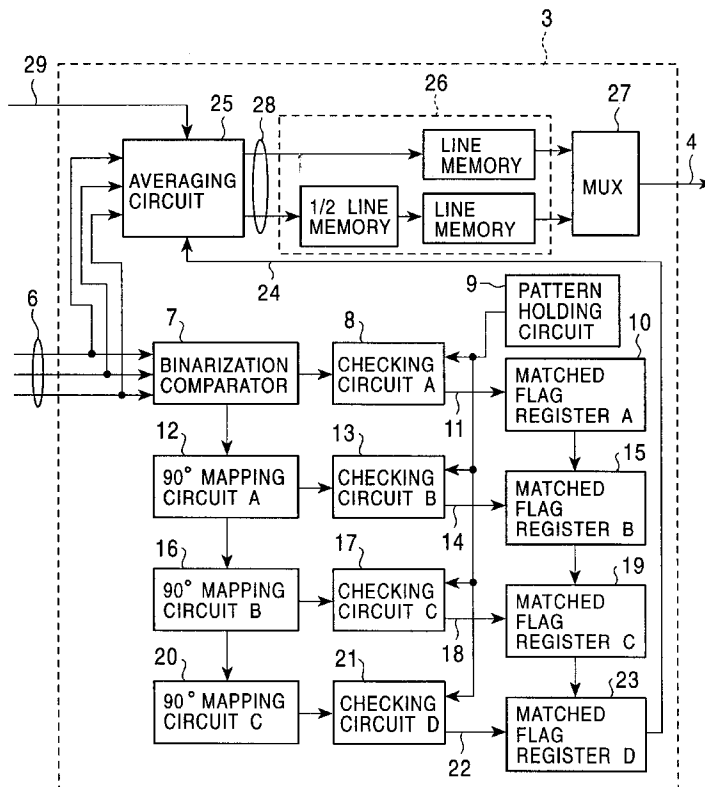 3
29
25
28
26
27
4
AVERAGING
CIRCUIT
LINE
MEMORY
1/2 LINE
MEMORY
LINE
MEMORY
MUX
24
6
7
8
9
10
BINARIZATION
COMPARATOR
CHECKING
CIRCUIT A
PATTERN
HOLDING
CIRCUIT
MATCHED
FLAG
REGISTER A
11
12
13
15
90° MAPPING
CIRCUIT A
CHECKING
CIRCUIT B
MATCHED
FLAG
REGISTER B
14
16
17
19
90° MAPPING
CIRCUIT B
CHECKING
CIRCUIT C
MATCHED
FLAG
REGISTER C
18
20
21
23
90° MAPPING
CIRCUIT C
CHECKING
CIRCUIT D
MATCHED
FLAG
REGISTER D
22